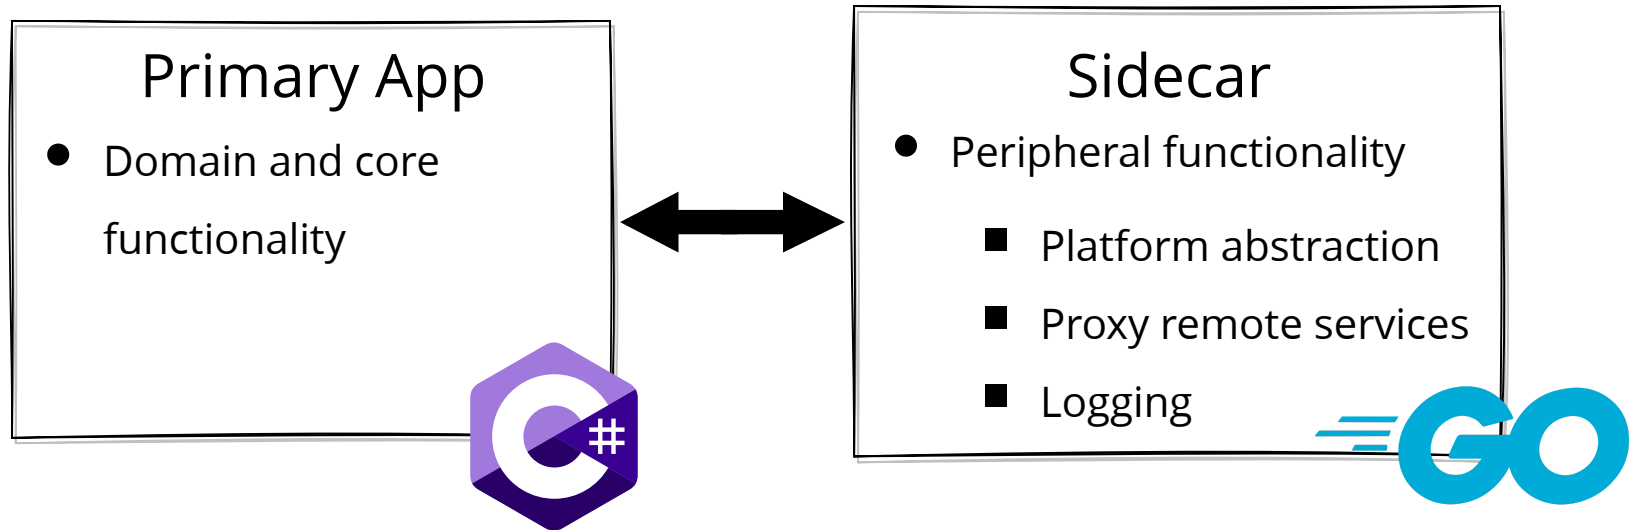 Primary App
Domain and core
functionality
#
Sidecar
Peripheral functionality
Platform abstraction
Proxy remote services
Logging
GO